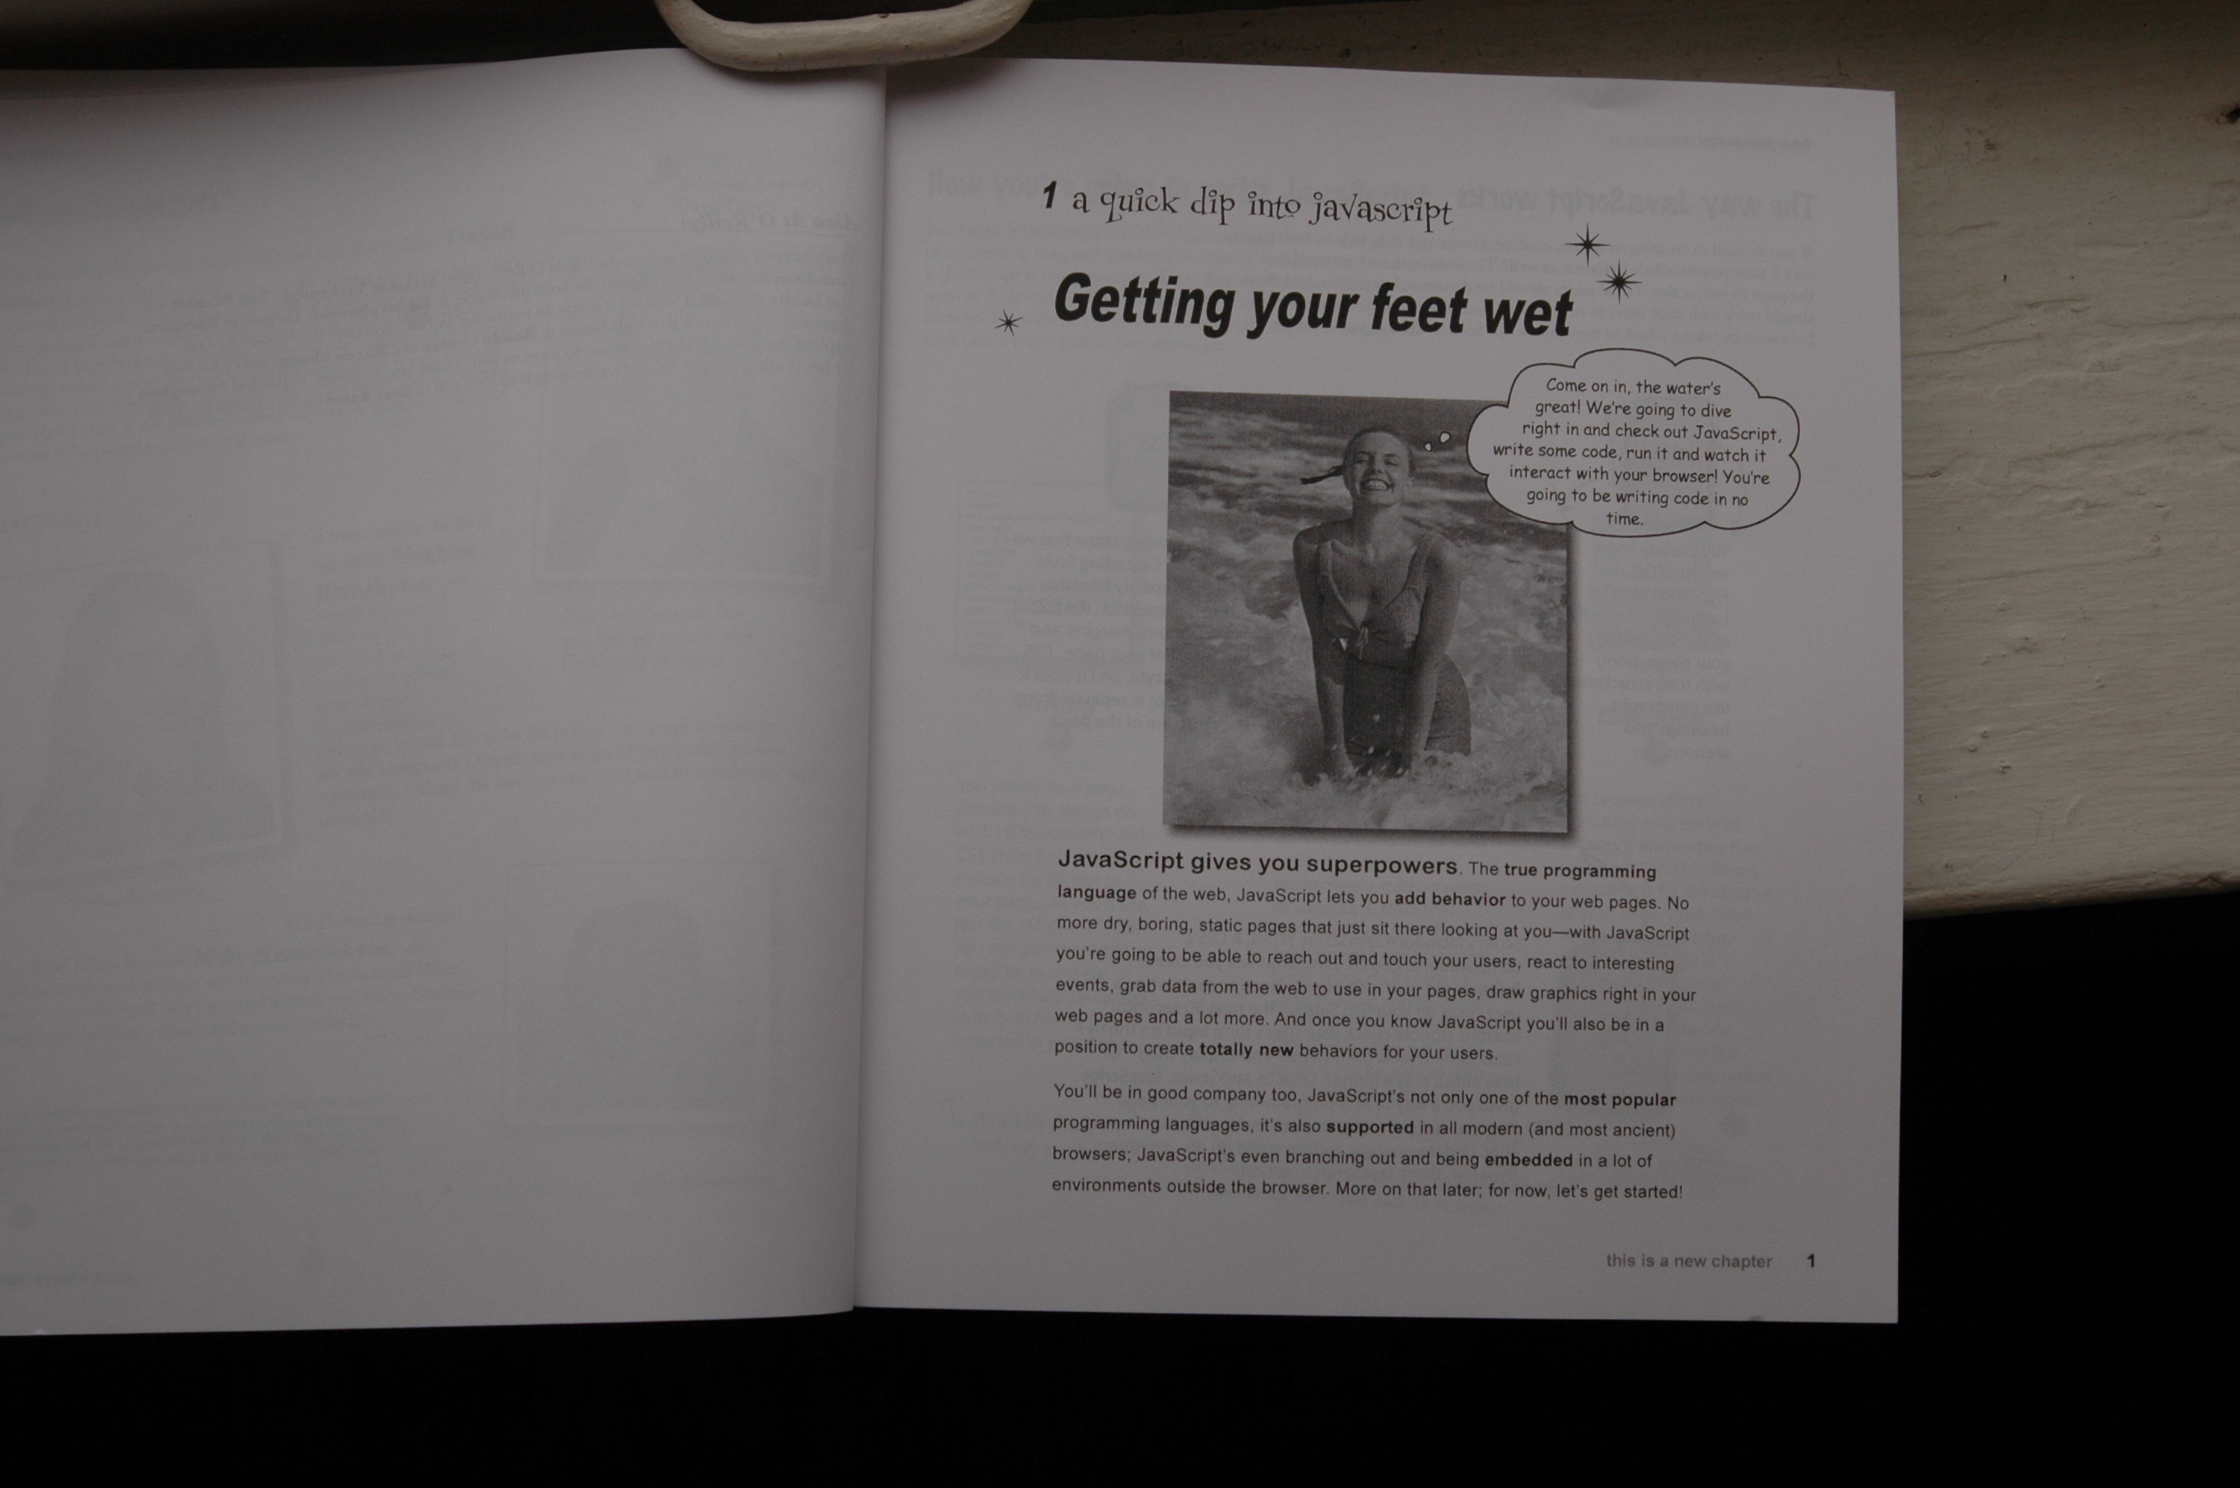 1 a quick dip into javascript
Getting your feet wet
Come on in, the water's
great! We're going to dive
right in and check out JavaScript,
write some code, run it and watch it
interact with your browser! You're
going to be writing code in no
time.
JavaScript gives you superpowers. The true programming
language of the web, JavaScript lets you add behavior to your web pages. No
more dry, boring, static pages that just sit there looking at you—with JavaScript
you're going to be able to reach out and touch your users, react to interesting
events, grab data from the web to use in your pages, draw graphics right in your
web pages and a lot more. And once you know JavaScript you'll also be in a
position to create totally new behaviors for your users.
You'll be in good company too, JavaScript's not only one of the most popular
programming languages, it's also supported in all modern (and most ancient)
browsers; JavaScript's even branching out and being embedded in a lot of
environments outside the browser. More on that later; for now, let's get started!
this is a new chapter 1